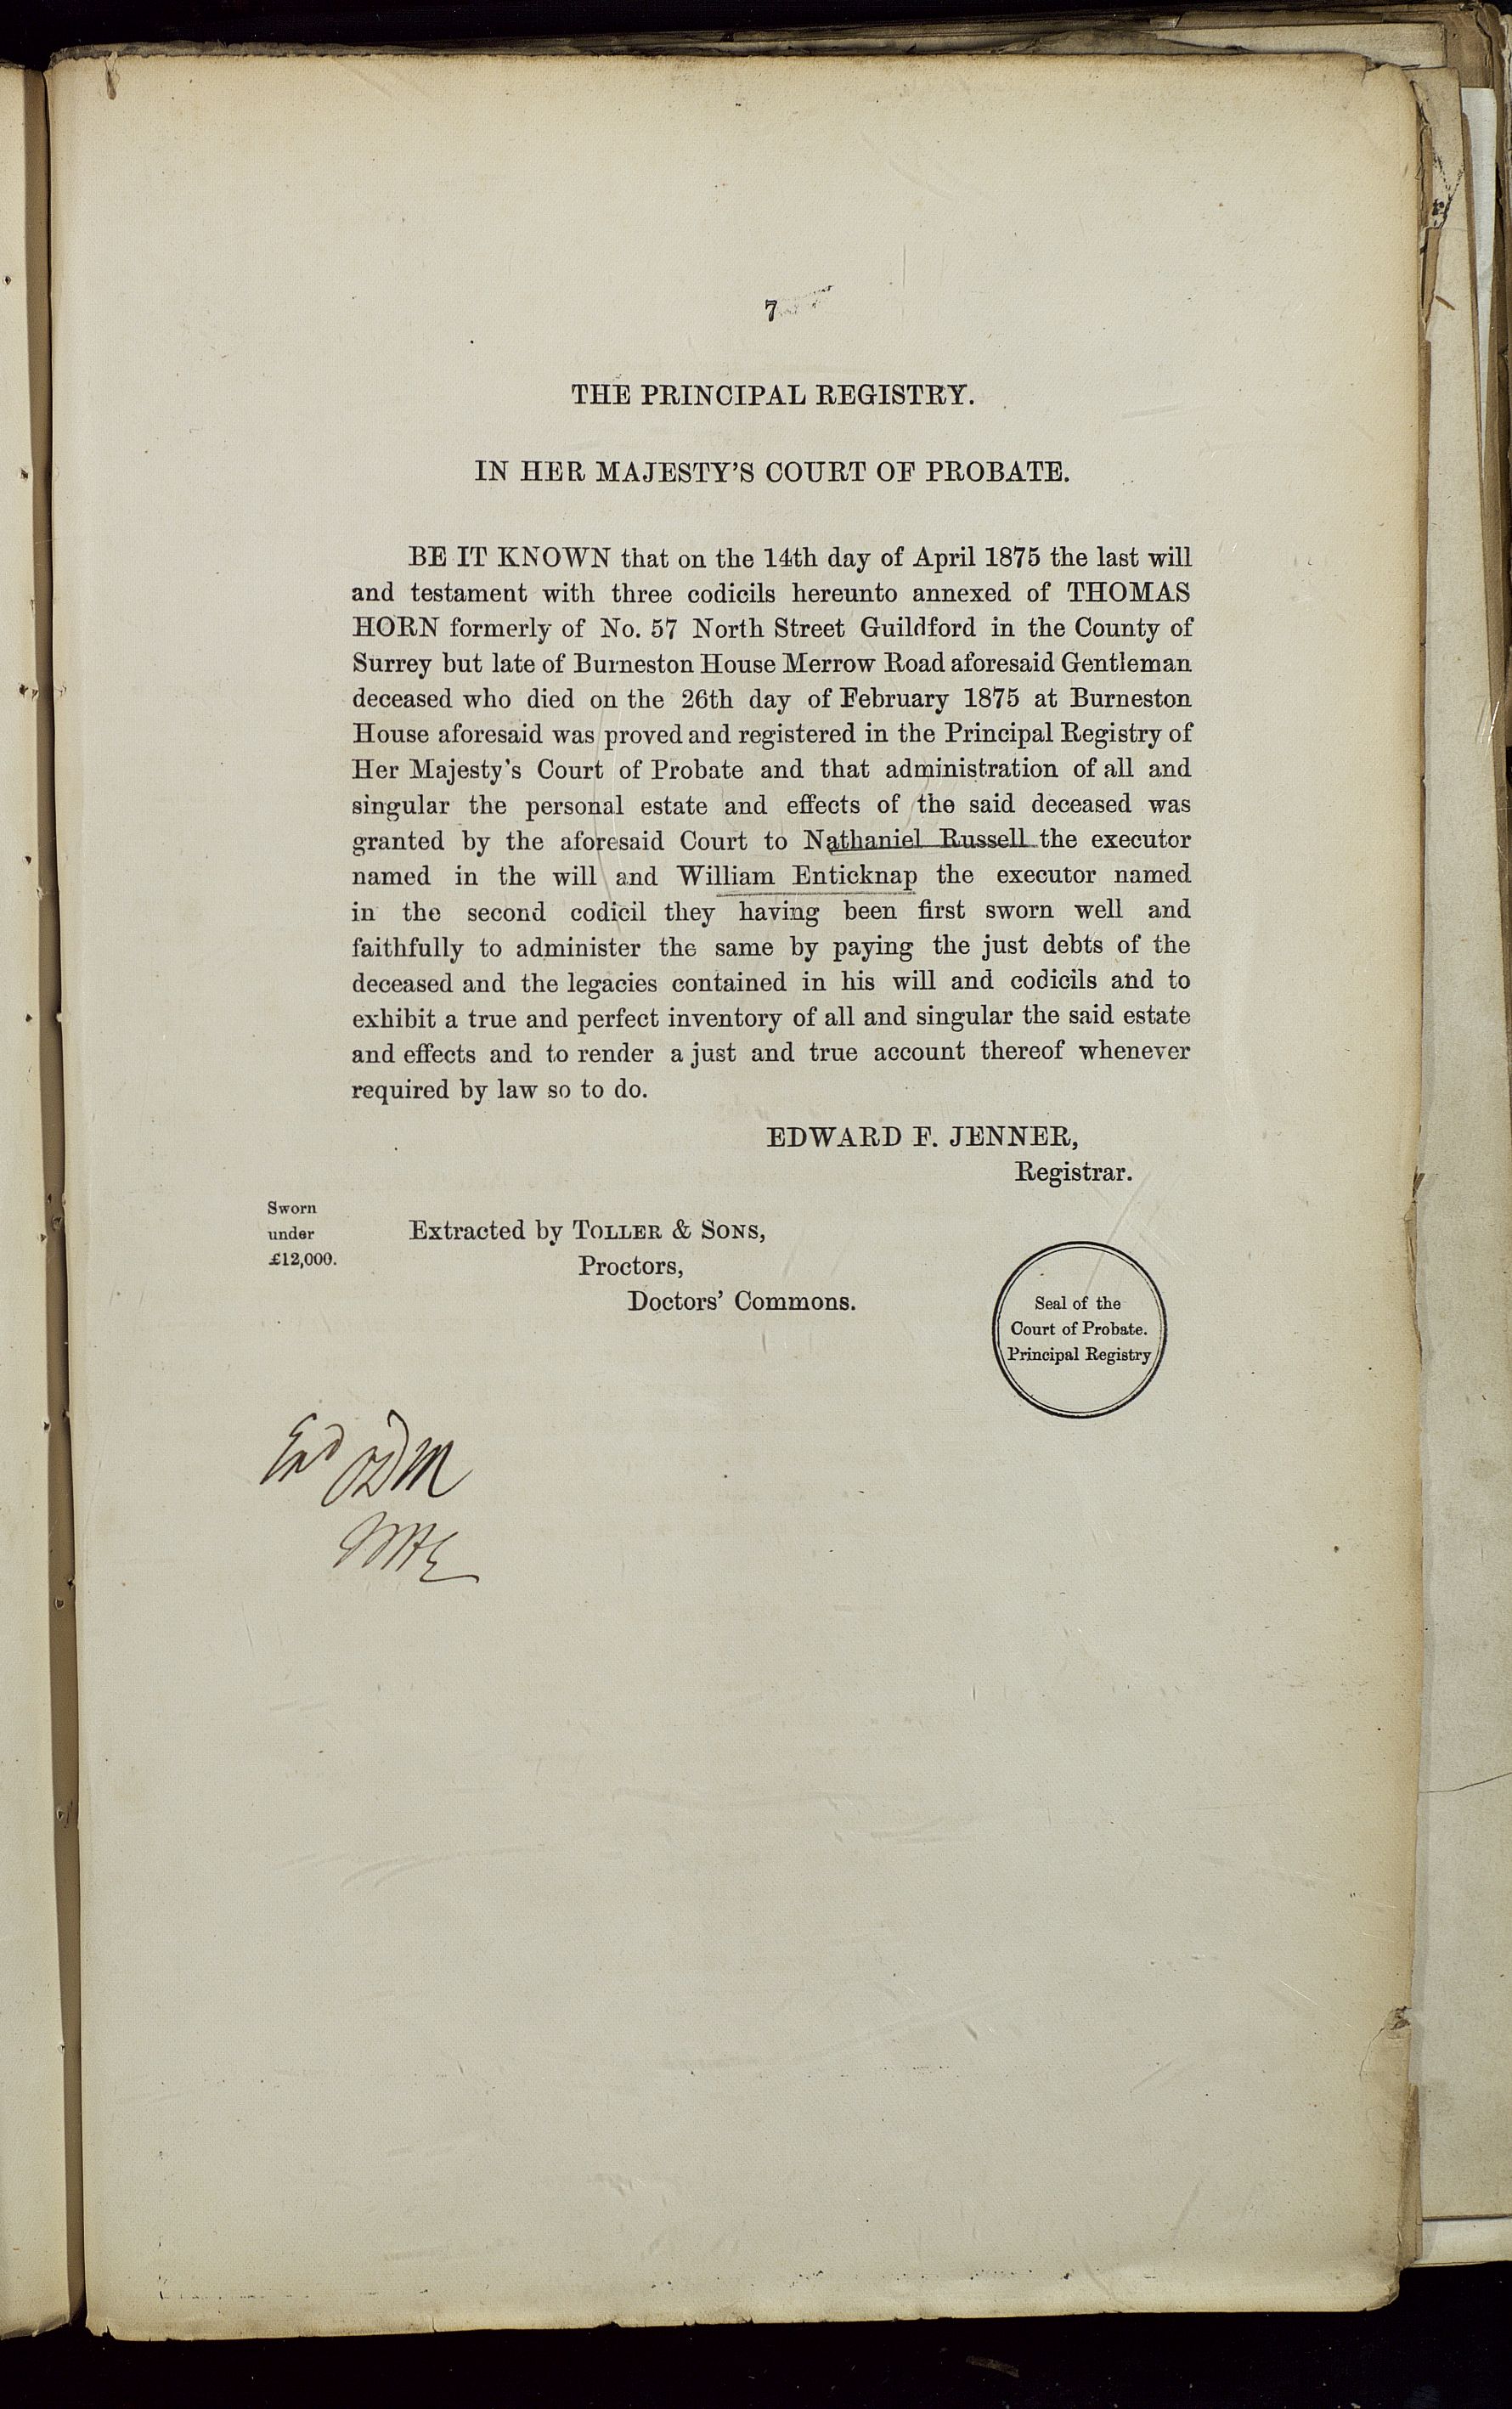 7
THE PRINCIPAL REGISTRY.
IN HER MAJESTY'S COURT OF PROBATE.
BE IT KNOWN that on the 14th day of April 1875 the last will
and testament with three codicils hereunto annexed of THOMAS
HORN formerly of No. 57 North Street Guildford in the County of
Surrey but late of Burneston House Merrow Road aforesaid Gentleman
deceased who died on the 26th day of February 1875 at Burneston
House aforesaid was proved and registered in the Principal Registry of
Her Majesty's Court of Probate and that administration of all and
singular the personal estate and effects of the said deceased was
granted by the aforesaid Court to Nathaniel Russell the executor
named in the will and William Enticknap the executor named
in the second codicil they having been first sworn well and
faithfully to administer the same by paying the just debts of the
deceased and the legacies contained in his will and codicils and to
exhibit a true and perfect inventory of all and singular the said estate
and effects and to render a just and true account thereof whenever
required by law so to do.
EDWARD F. JENNER,
Registrar.
Sworn
under
£12,000.
Extracted by TOLLER & SONS,
Proctors,
Doctors' Commons.
Seal of the
Court of Probate.
Principal Registry